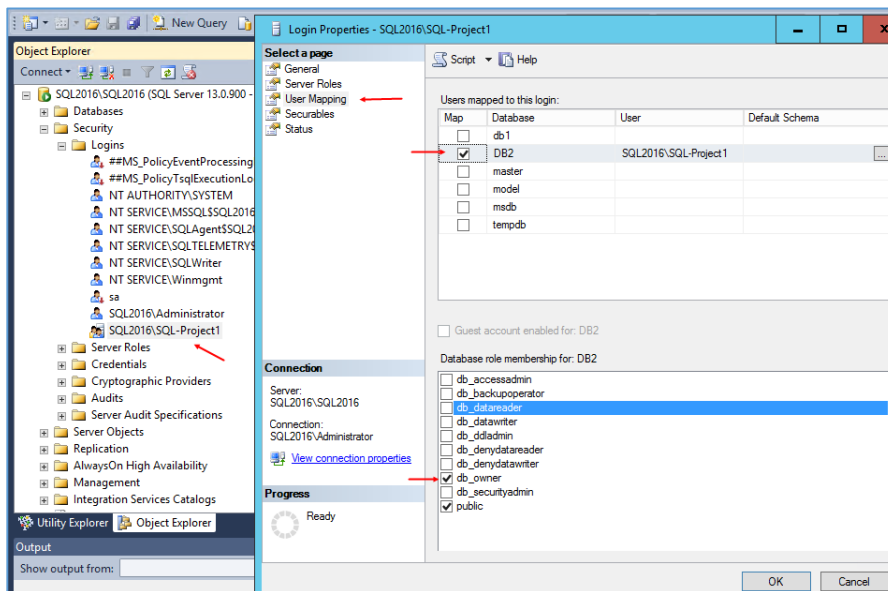 New Query
Object Explorer
Connect
SQL2016\SQL2016 (SQL Server 13.0.900 -
Databases
Security
Logins
##MS_PolicyEventProcessing
##MS_PolicyTsqlExecutionLo
NT AUTHORITY\SYSTEM
NT SERVICE\MSSQL$SQL2016
NT SERVICE\SQLAgent$SQL20
NT SERVICE\SQLTELEMETRY$
NT SERVICE\SQLWriter
NT SERVICE\Winmgmt
sa
SQL2016\Administrator
SQL2016\SQL-Project1
Server Roles
Credentials
Cryptographic Providers
Audits
Server Audit Specifications
Server Objects
Replication
AlwaysOn High Availability
Management
Integration Services Catalogs
Utility Explorer
Object Explorer
Output
Show output from:
Login Properties - SQL2016\SQL-Project1
Select a page
General
Server Roles
User Mapping
Securables
Status
Connection
Server:
SQL2016\SQL2016
Connection:
SQL2016\Administrator
View connection properties
Progress
Ready
Script
Help
Users mapped to this login:
Map Database User Default Schema
db1
DB2 SQL2016\SQL-Project1 ...
master
model
msdb
tempdb
Guest account enabled for: DB2
Database role membership for: DB2
db_accessadmin
db_backupoperator
db_datareader
db_datawriter
db_ddladmin
db_denydatareader
db_denydatawriter
db_owner
db_securityadmin
public
OK
Cancel